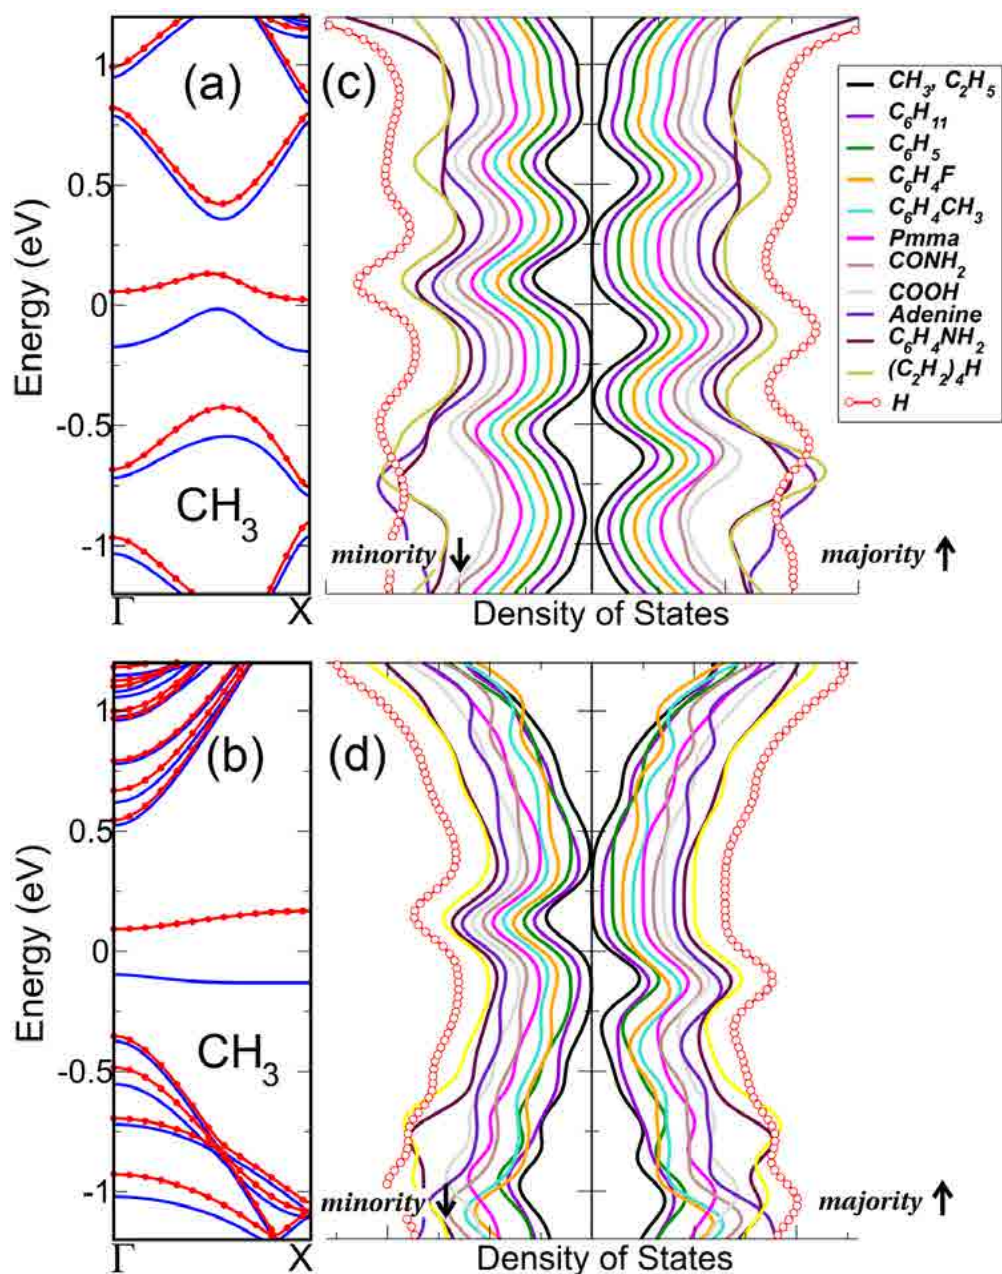 (a)
CH3
Energy (eV)
1
0.5
0
-0.5
-1
Γ X
(c)
minority ↓
majority ↑
Density of States
CH3, C2H5
C6H11
C6H5
C6H4F
C6H4CH3
Pmma
CONH2
COOH
Adenine
C6H4NH2
(C2H2)4H
H
(b)
CH3
Energy (eV)
1
0.5
0
-0.5
-1
Γ X
(d)
minority ↓
majority ↑
Density of States